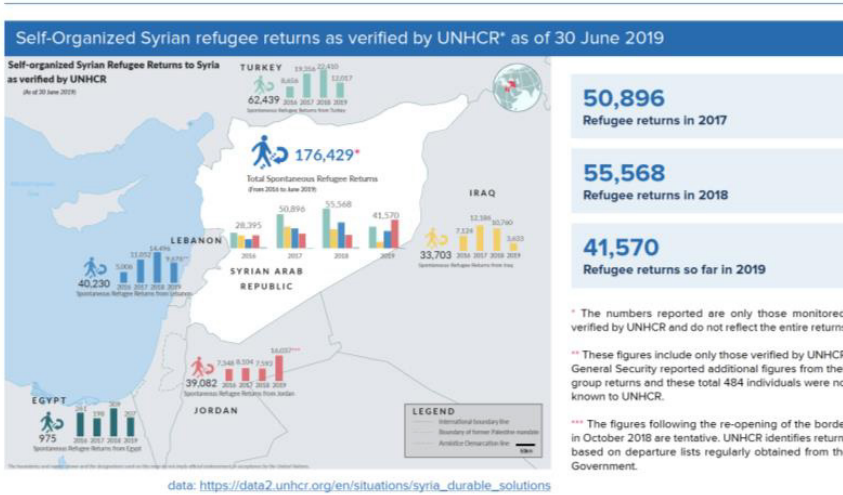 Self-Organized Syrian refugee returns as verified by UNHCR* as of 30 June 2019
Self-organized Syrian Refugee Returns to Syria
as verified by UNHCR
(As of 30 June 2019)
TURKEY
8,656 19,356 22,410 12,017
62,439 2016 2017 2018 2019
Spontaneous Refugee Returns from Turkey
176,429*
Total Spontaneous Refugee Returns
(From 2016 to June 2019)
28,395 50,896 55,568 41,570
2016 2017 2018 2019
SYRIAN ARAB
REPUBLIC
IRAQ
7,124 12,186 10,760 3,633
33,703 2016 2017 2018 2019
Spontaneous Refugee Returns from Iraq
LEBANON
5,006 11,052 14,496
40,230 2016 2017 2018 2019
Spontaneous Refugee Returns from Lebanon
7,348 8,104 7,593
39,082 2016 2017 2018 2019
Spontaneous Refugee Returns from Jordan
JORDAN
EGYPT
241 198 329 207
975 2016 2017 2018 2019
Spontaneous Refugee Returns from Egypt
LEGEND
International boundary line
Boundary of former Palestine mandate
Armistice Demarcation line
50,896
Refugee returns in 2017
55,568
Refugee returns in 2018
41,570
Refugee returns so far in 2019
* The numbers reported are only those monitored
verified by UNHCR and do not reflect the entire returns
** These figures include only those verified by UNHCR
General Security reported additional figures from the
group returns and these total 484 individuals were no
known to UNHCR.
*** The figures following the re-opening of the borde
in October 2018 are tentative. UNHCR identifies return
based on departure lists regularly obtained from th
Government.
data: https://data2.unhcr.org/en/situations/syria_durable_solutions